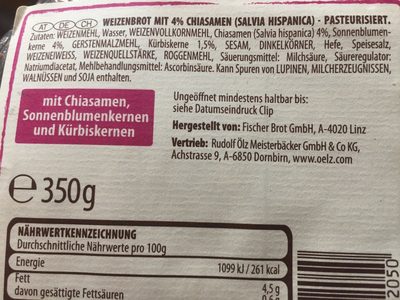 AT DE CH WEIZENBROT MIT 4% CHIASAMEN (SALVIA HISPANICA) - PASTEURISIERT.
Zutaten: WEIZENMEHL, Wasser, WEIZENVOLLKORNMEHL, Chiasamen (Salvia hispanica) 4%, Sonnenblumen-
kerne 4%, GERSTENMALZMEHL, Kürbiskerne 1,5%, SESAM, DINKELKÖRNER, Hefe, Speisesalz,
WEIZENEIWEISS, WEIZENQUELLSTÄRKE, ROGGENMEHL, Säuerungsmittel: Milchsäure, Säureregulator:
Natriumdiacetat, Mehlbehandlungsmittel: Ascorbinsäure. Kann Spuren von LUPINEN, MILCHERZEUGNISSEN,
WALNÜSSEN und SOJA enthalten.
mit Chiasamen,
Sonnenblumenkernen
und Kürbiskernen
Ungeöffnet mindestens haltbar bis:
siehe Datumseindruck Clip
Hergestellt von: Fischer Brot GmbH, A-4020 Linz
Vertrieb: Rudolf Ölz Meisterbäcker GmbH & Co KG,
Achstrasse 9, A-6850 Dornbirn, www.oelz.com
e 350g
NÄHRWERTKENNZEICHNUNG
Durchschnittliche Nährwerte pro 100g
Energie 1099 kJ / 261 kcal
Fett 4,5 g
davon gesättigte Fettsäuren 0,6 g
2050